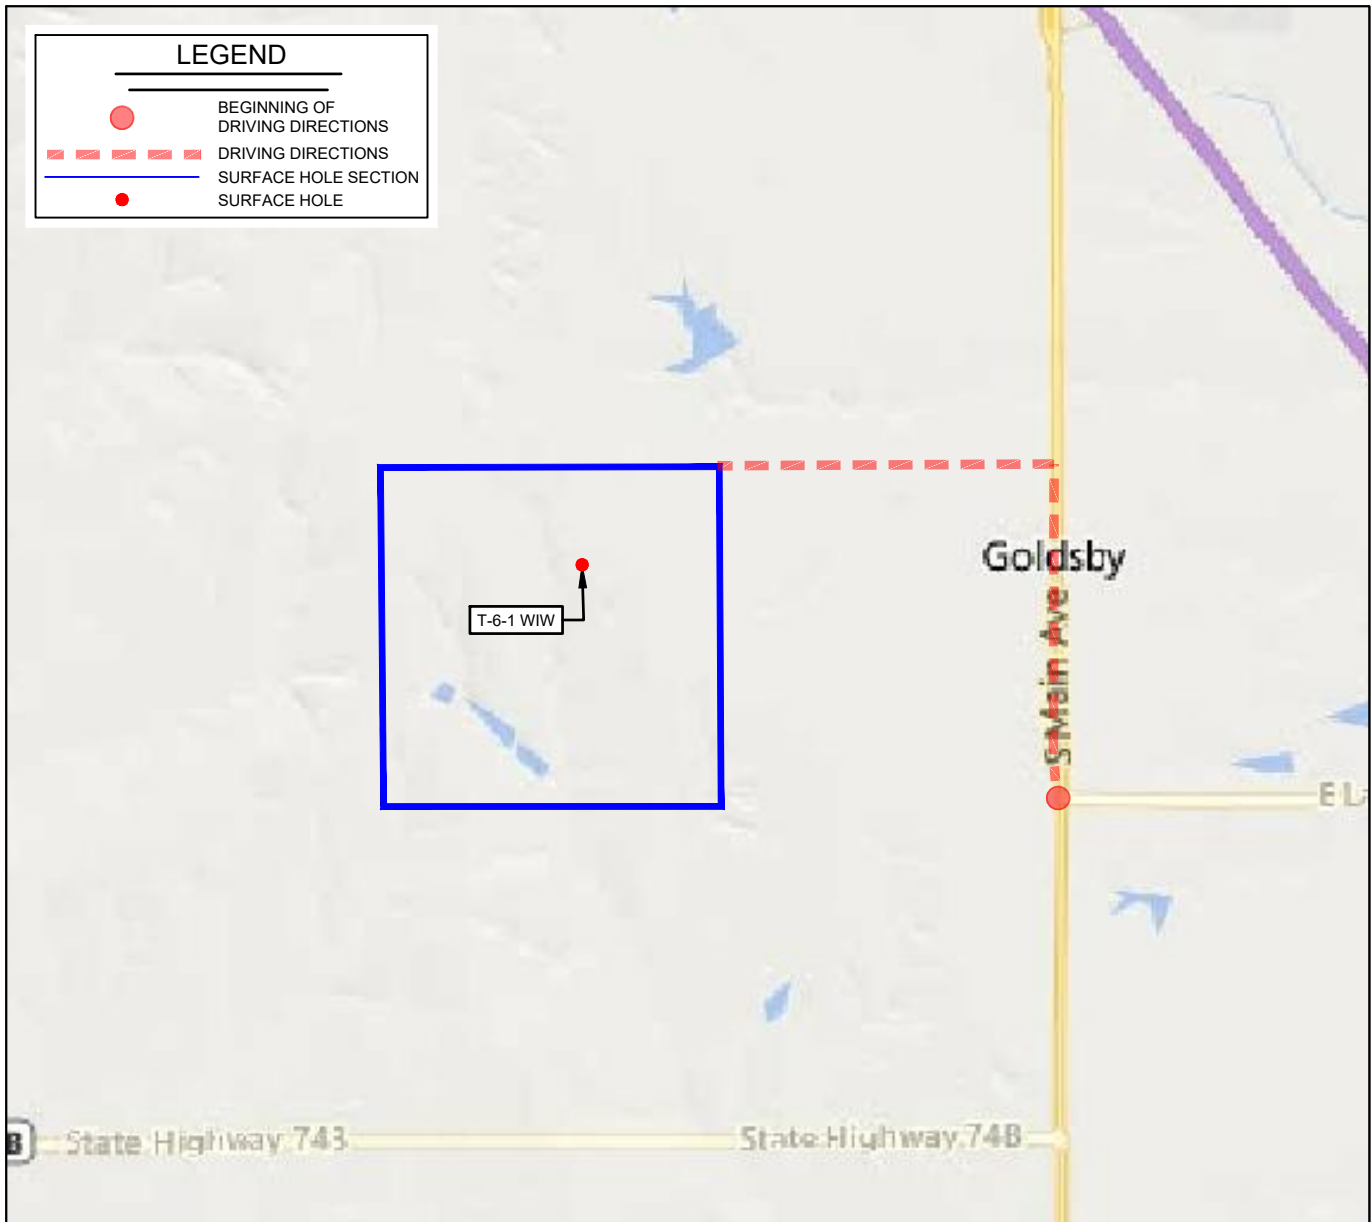 LEGEND
BEGINNING OF
DRIVING DIRECTIONS
DRIVING DIRECTIONS
SURFACE HOLE SECTION
SURFACE HOLE
Goldsby
T-6-1 WIW
S Main Ave
E L
B
State Highway 74B
State Highway 74B